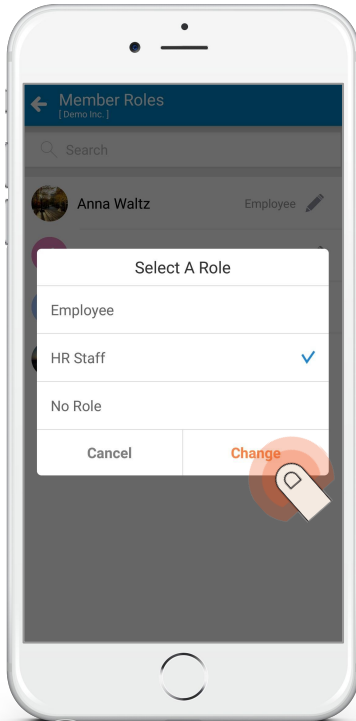 Member Roles
[ Demo Inc. ]
Search
Anna Waltz
Employee
Select A Role
Employee
HR Staff
No Role
Cancel
Change